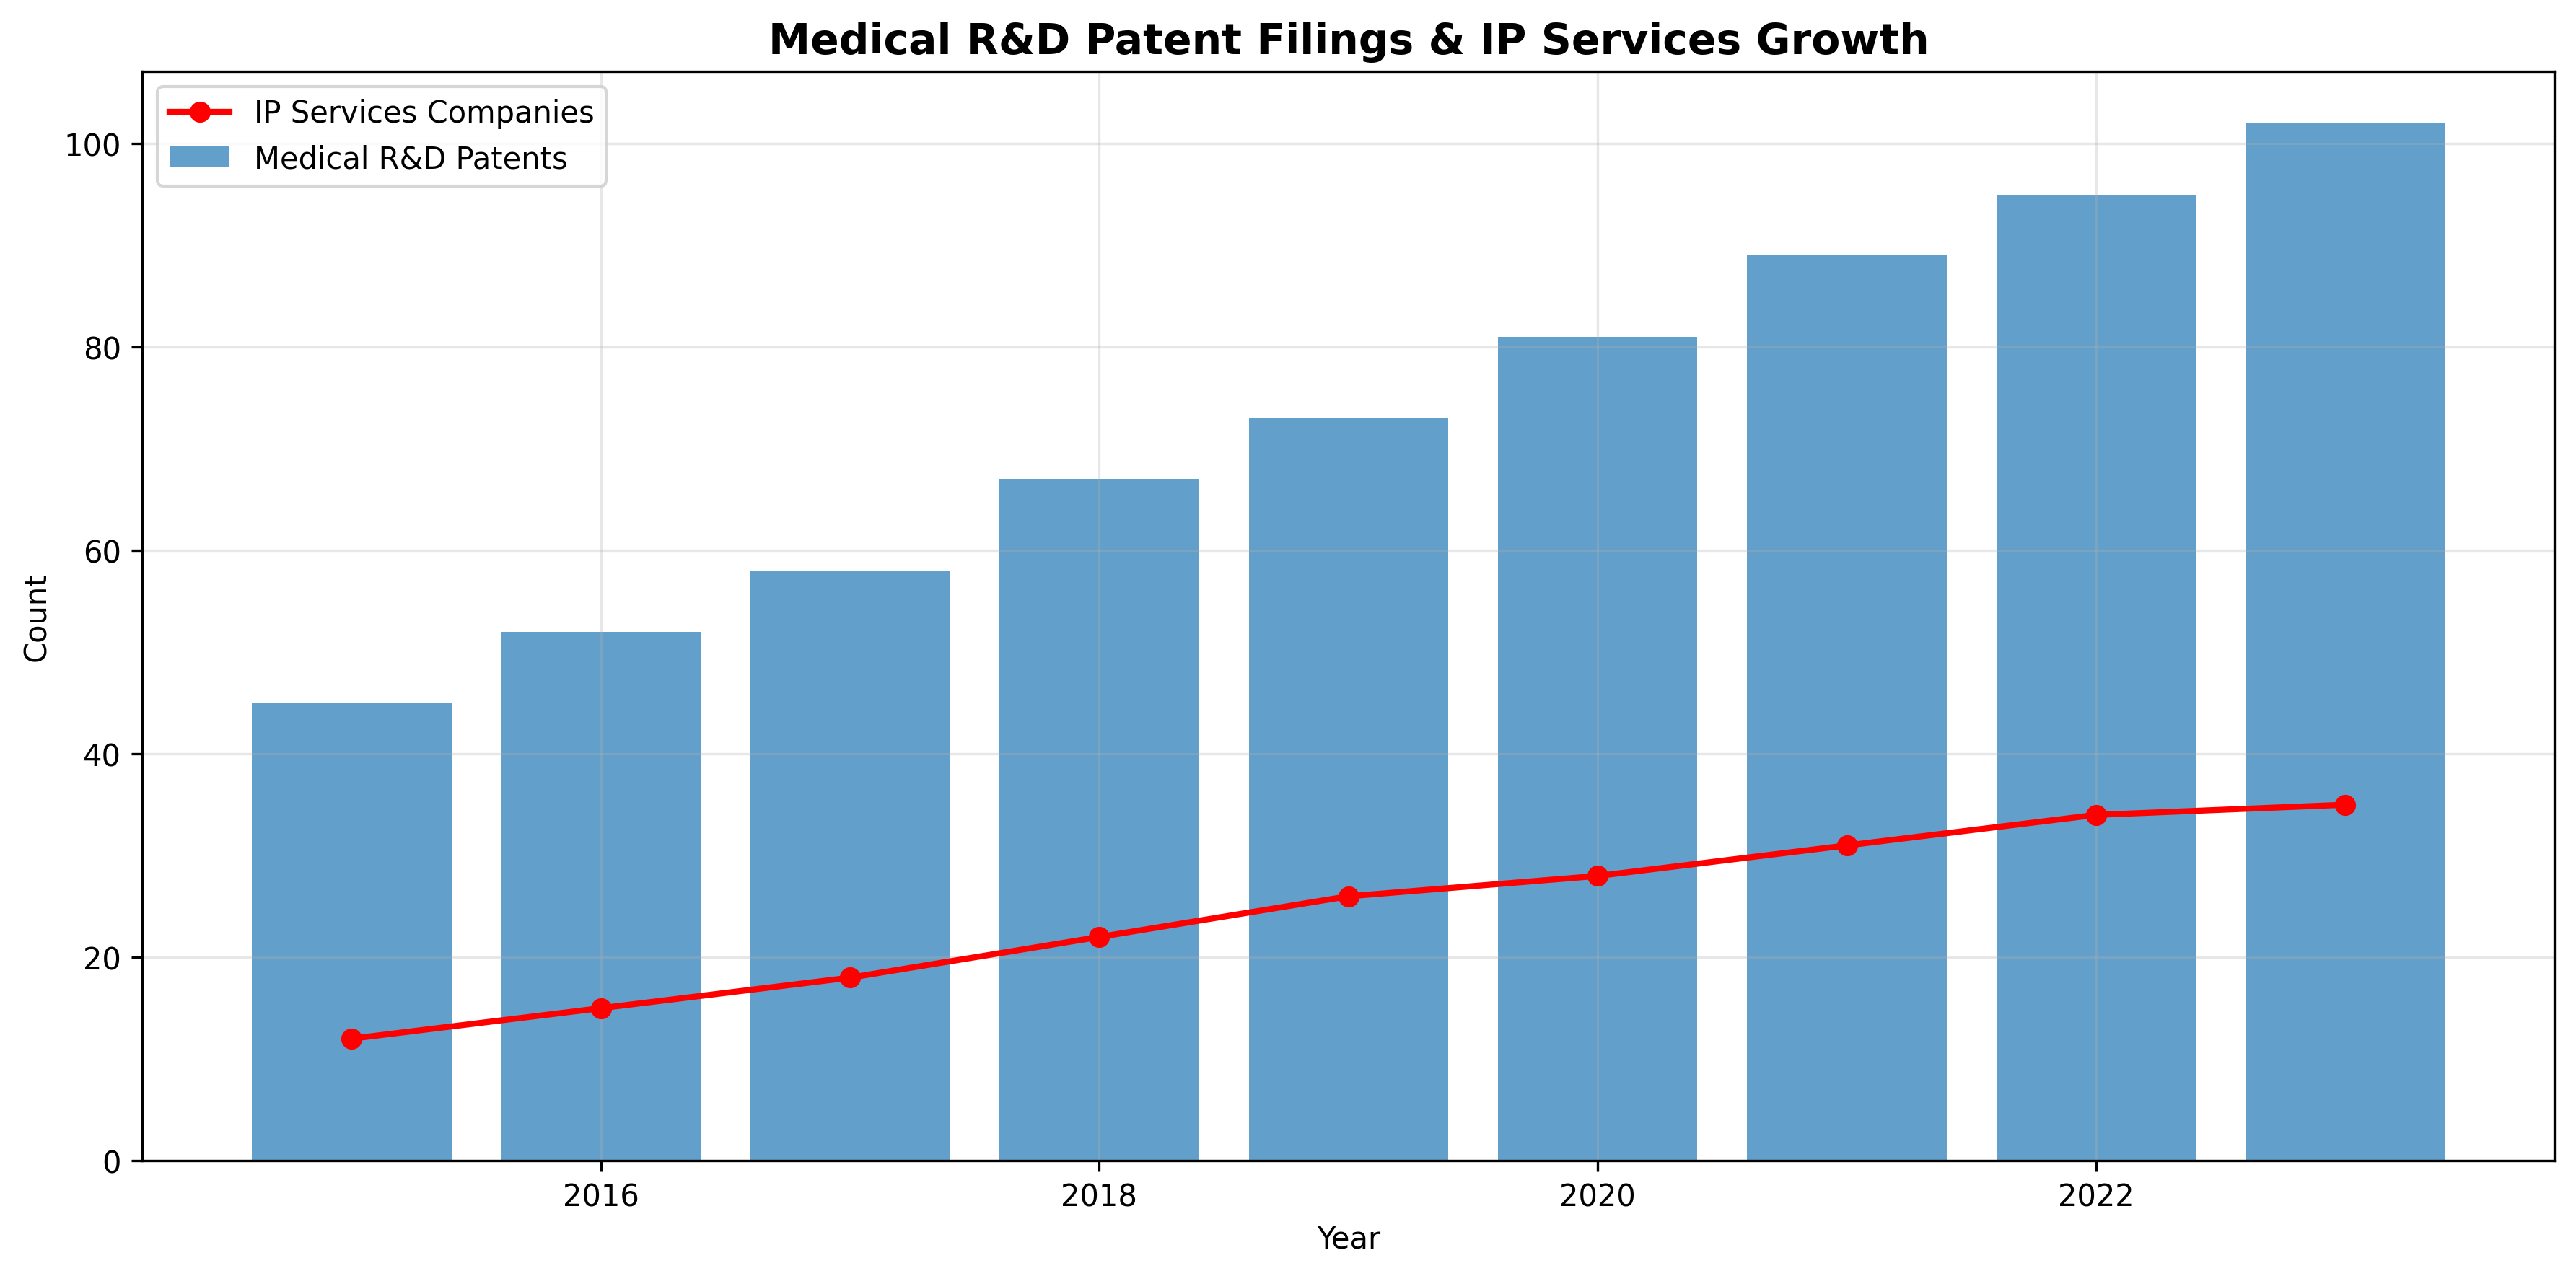 Medical R&D Patent Filings & IP Services Growth
IP Services Companies
Medical R&D Patents
100
80
60
40
20
0
Count
2016 2018 2020 2022
Year